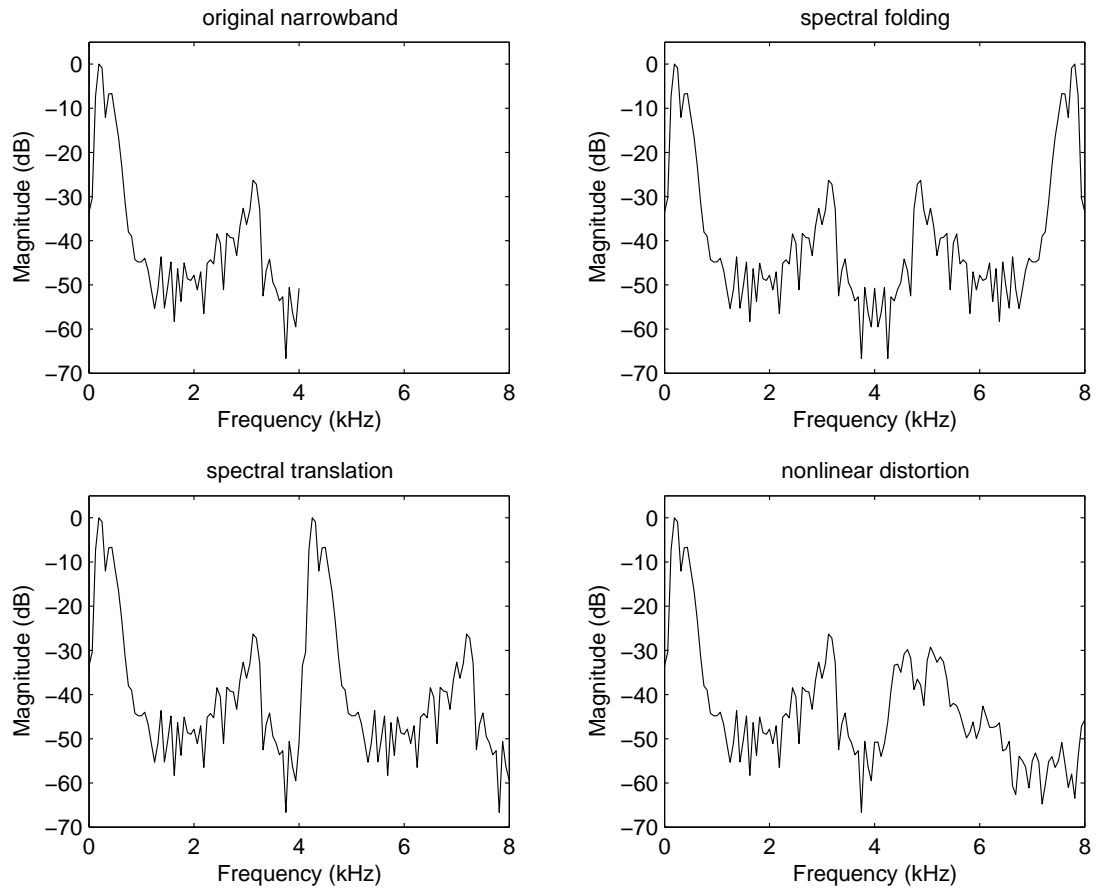 original narrowband
0
−10
−20
−30
−40
−50
−60
−70
Magnitude (dB)
0 2 4 6 8
Frequency (kHz)
spectral folding
0
−10
−20
−30
−40
−50
−60
−70
Magnitude (dB)
0 2 4 6 8
Frequency (kHz)
spectral translation
0
−10
−20
−30
−40
−50
−60
−70
Magnitude (dB)
0 2 4 6 8
Frequency (kHz)
nonlinear distortion
0
−10
−20
−30
−40
−50
−60
−70
Magnitude (dB)
0 2 4 6 8
Frequency (kHz)